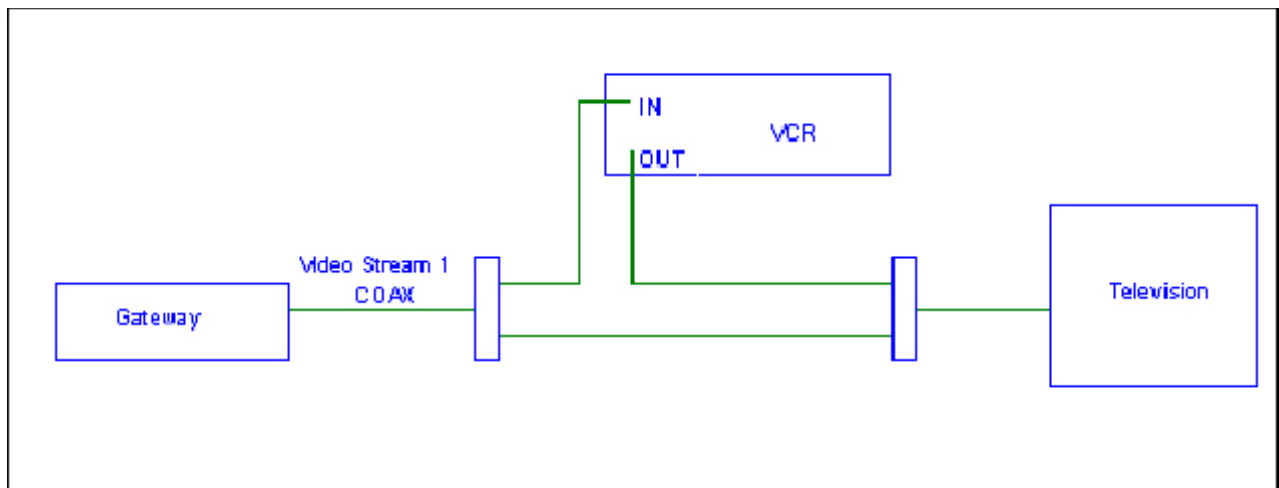 IN
VCR
OUT
Video Stream 1
COAX
Gateway
Television